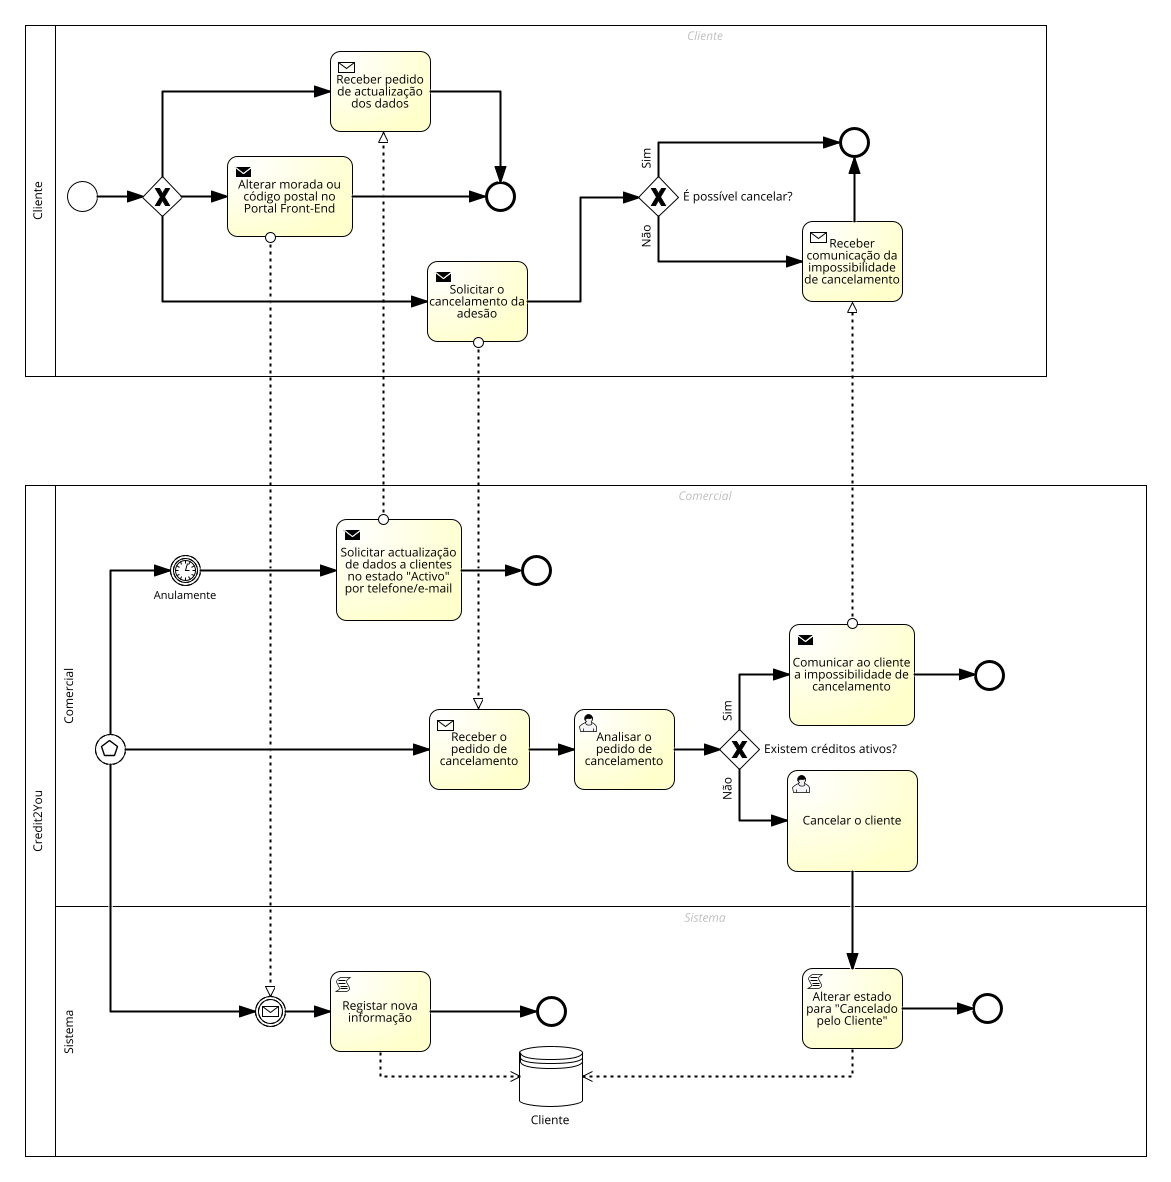 Cliente
Cliente
Receber pedido
de actualização
dos dados
Alterar morada ou
código postal no
Portal Front-End
Solicitar o
cancelamento da
adesão
Sim
É possível cancelar?
Não
Receber
comunicação da
impossibilidade
de cancelamento
Credit2You
Comercial
Comercial
Anulamente
Solicitar actualização
de dados a clientes
no estado "Activo"
por telefone/e-mail
Receber o
pedido de
cancelamento
Analisar o
pedido de
cancelamento
Sim
Existem créditos ativos?
Não
Comunicar ao cliente
a impossibilidade de
cancelamento
Cancelar o cliente
Sistema
Sistema
Registar nova
informação
Alterar estado
para "Cancelado
pelo Cliente"
Cliente